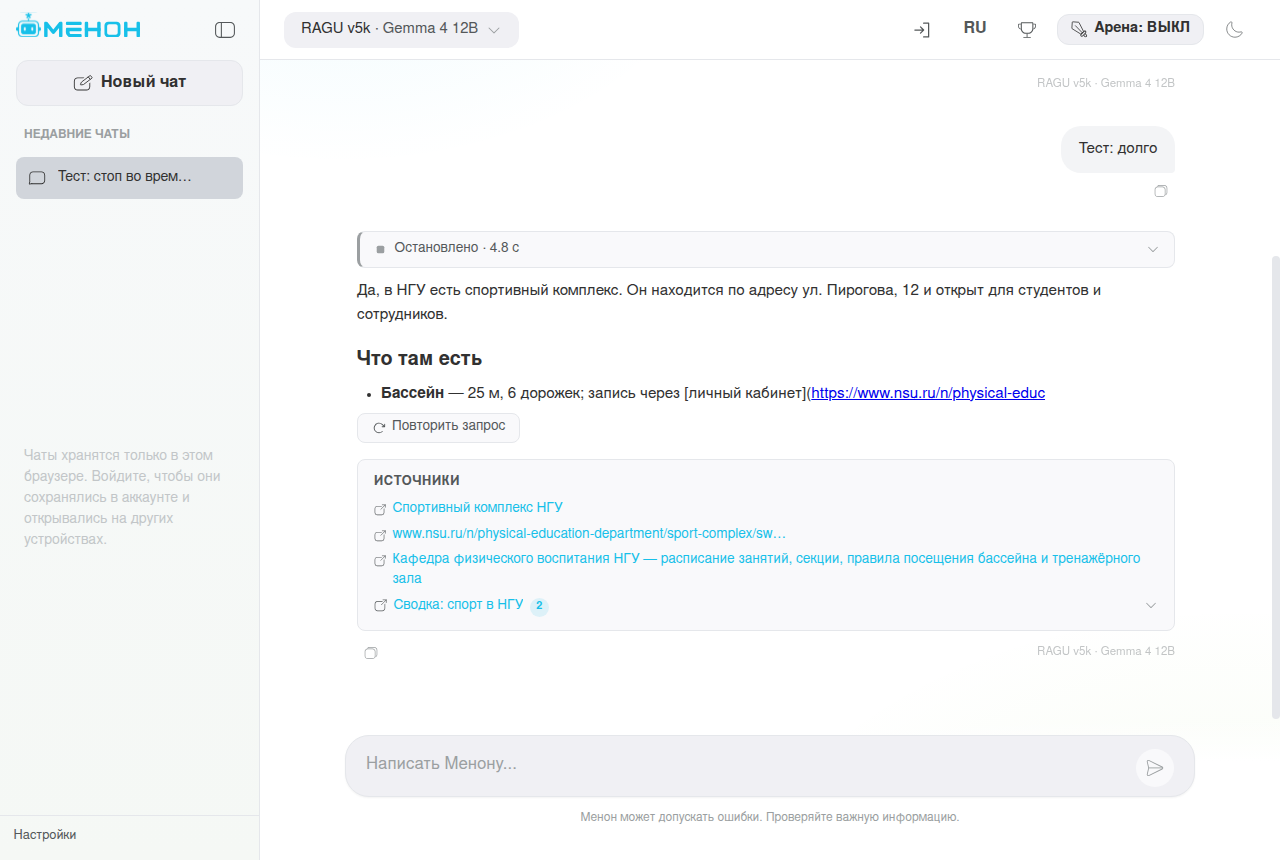 МЕНОН
RAGU v5k · Gemma 4 12B
RU
Арена: ВЫКЛ
Новый чат
НЕДАВНИЕ ЧАТЫ
Тест: стоп во врем…
Чаты хранятся только в этом
браузере. Войдите, чтобы они
сохранялись в аккаунте и
открывались на других
устройствах.
Настройки
RAGU v5k · Gemma 4 12B
Тест: долго
Остановлено · 4.8 с
Да, в НГУ есть спортивный комплекс. Он находится по адресу ул. Пирогова, 12 и открыт для студентов и
сотрудников.
Что там есть
• Бассейн — 25 м, 6 дорожек; запись через [личный кабинет](https://www.nsu.ru/n/physical-educ
Повторить запрос
ИСТОЧНИКИ
Спортивный комплекс НГУ
www.nsu.ru/n/physical-education-department/sport-complex/sw…
Кафедра физического воспитания НГУ — расписание занятий, секции, правила посещения бассейна и тренажёрного
зала
Сводка: спорт в НГУ 2
RAGU v5k · Gemma 4 12B
Написать Менону...
Менон может допускать ошибки. Проверяйте важную информацию.